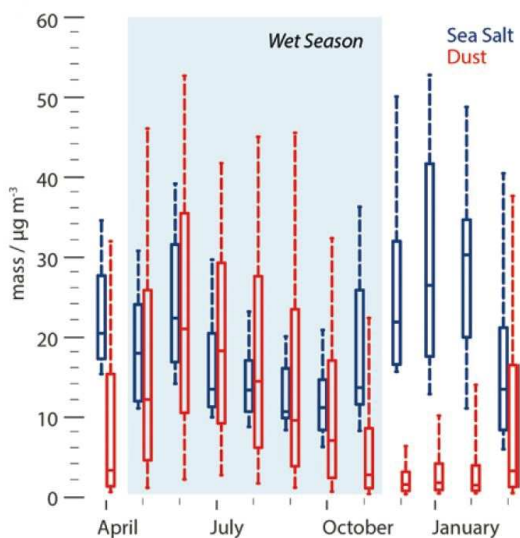 60
50
40
30
20
10
0
mass / µg m⁻³
Wet Season
Sea Salt
Dust
April
July
October
January